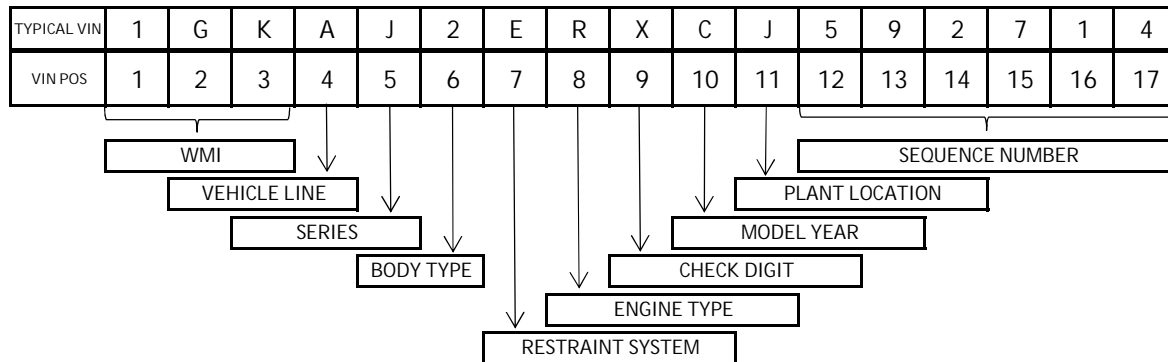 TYPICAL VIN 1 G K A J 2 E R X C J 5 9 2 7 1 4
VIN POS 1 2 3 4 5 6 7 8 9 10 11 12 13 14 15 16 17
WMI SEQUENCE NUMBER
VEHICLE LINE PLANT LOCATION
SERIES MODEL YEAR
BODY TYPE CHECK DIGIT
ENGINE TYPE
RESTRAINT SYSTEM